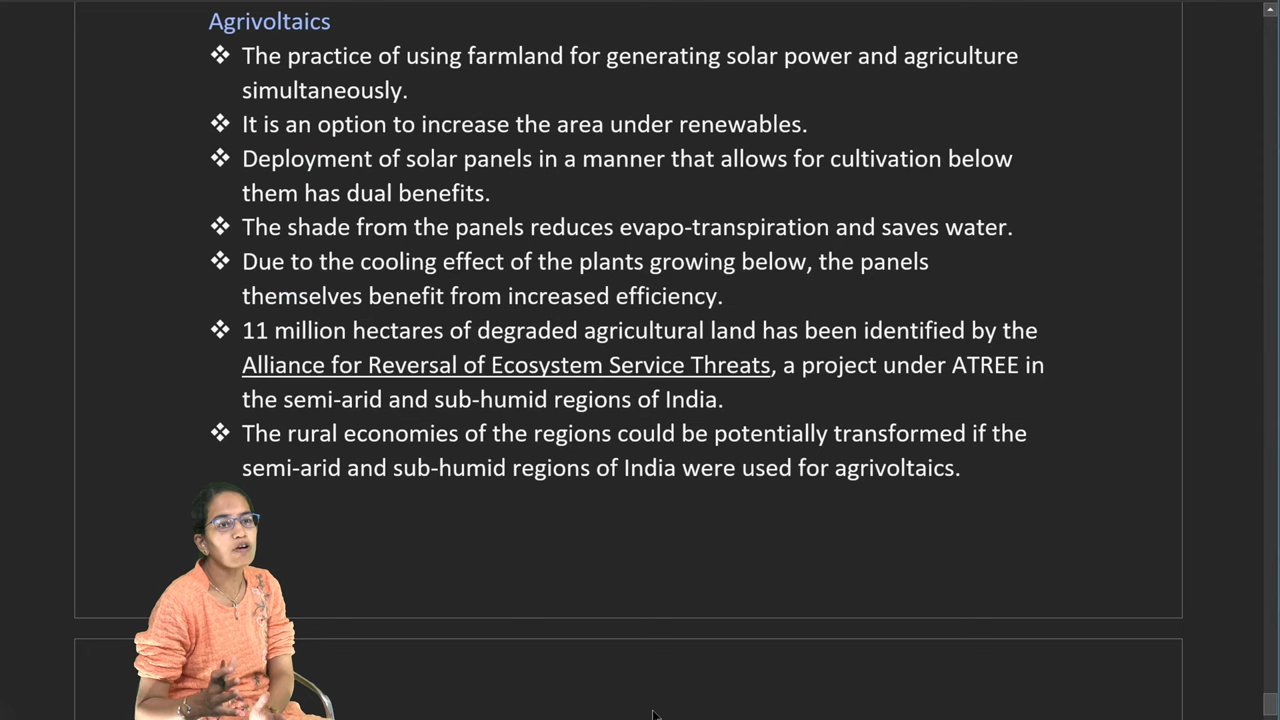 Agrivoltaics
❖ The practice of using farmland for generating solar power and agriculture
simultaneously.
❖ It is an option to increase the area under renewables.
❖ Deployment of solar panels in a manner that allows for cultivation below
them has dual benefits.
❖ The shade from the panels reduces evapo-transpiration and saves water.
❖ Due to the cooling effect of the plants growing below, the panels
themselves benefit from increased efficiency.
❖ 11 million hectares of degraded agricultural land has been identified by the
Alliance for Reversal of Ecosystem Service Threats, a project under ATREE in
the semi-arid and sub-humid regions of India.
❖ The rural economies of the regions could be potentially transformed if the
semi-arid and sub-humid regions of India were used for agrivoltaics.